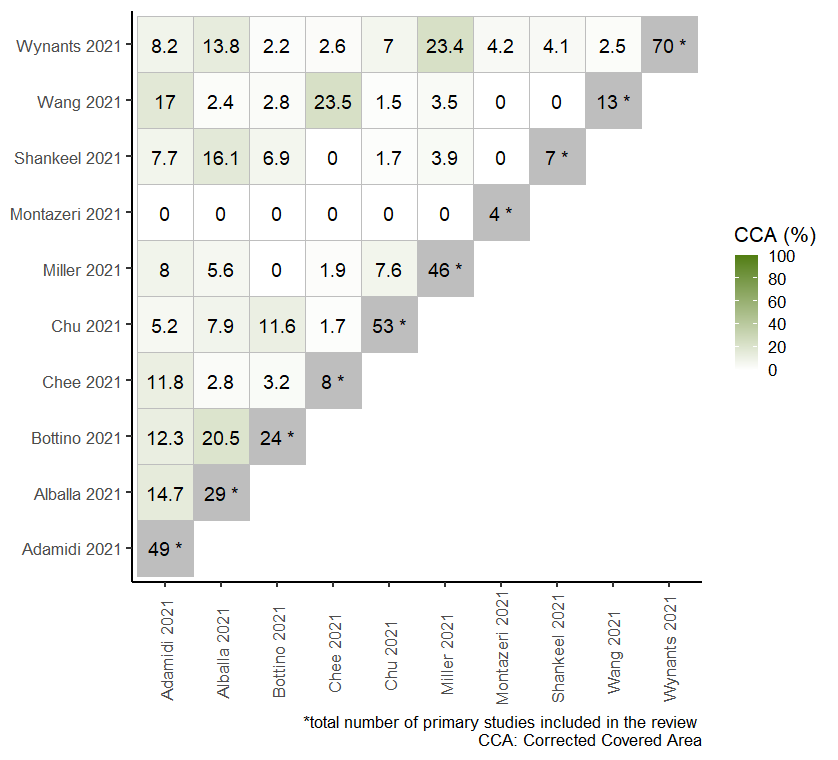 Wynants 2021 8.2 13.8 2.2 2.6 7 23.4 4.2 4.1 2.5 70 *
Wang 2021 17 2.4 2.8 23.5 1.5 3.5 0 0 13 *
Shankeel 2021 7.7 16.1 6.9 0 1.7 3.9 0 7 *
Montazeri 2021 0 0 0 0 0 0 4 *
Miller 2021 8 5.6 0 1.9 7.6 46 *
Chu 2021 5.2 7.9 11.6 1.7 53 *
Chee 2021 11.8 2.8 3.2 8 *
Bottino 2021 12.3 20.5 24 *
Alballa 2021 14.7 29 *
Adamidi 2021 49 *
Adamidi 2021
Alballa 2021
Bottino 2021
Chee 2021
Chu 2021
Miller 2021
Montazeri 2021
Shankeel 2021
Wang 2021
Wynants 2021
CCA (%)
100
80
60
40
20
0
*total number of primary studies included in the review
CCA: Corrected Covered Area